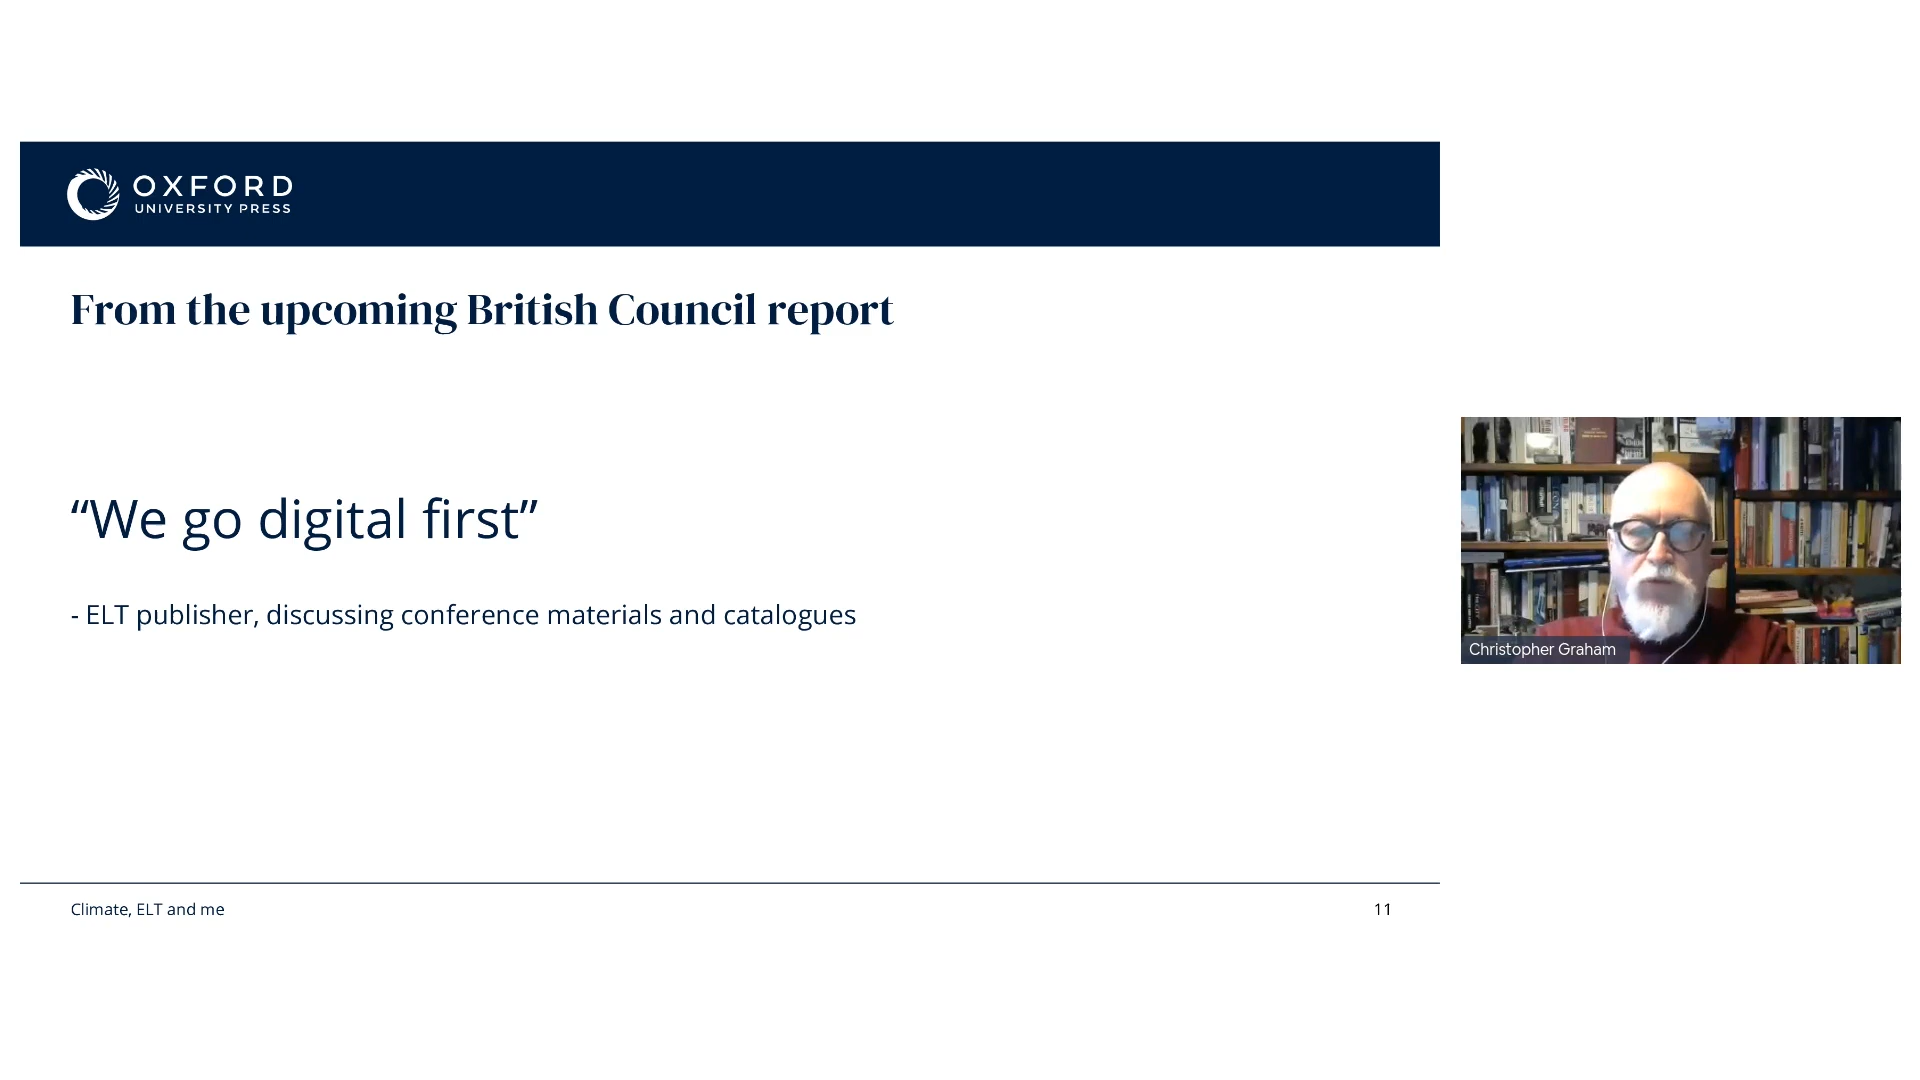 OXFORD
UNIVERSITY PRESS
From the upcoming British Council report
“We go digital first”
- ELT publisher, discussing conference materials and catalogues
Christopher Graham
Climate, ELT and me
11